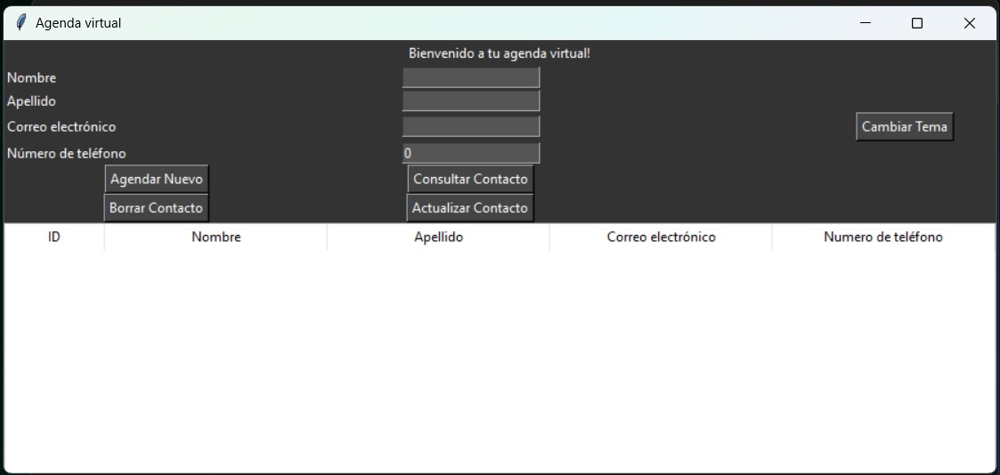 Agenda virtual
Bienvenido a tu agenda virtual!
Nombre
Apellido
Correo electrónico
Cambiar Tema
Número de teléfono 0
Agendar Nuevo Consultar Contacto
Borrar Contacto Actualizar Contacto
ID Nombre Apellido Correo electrónico Numero de teléfono